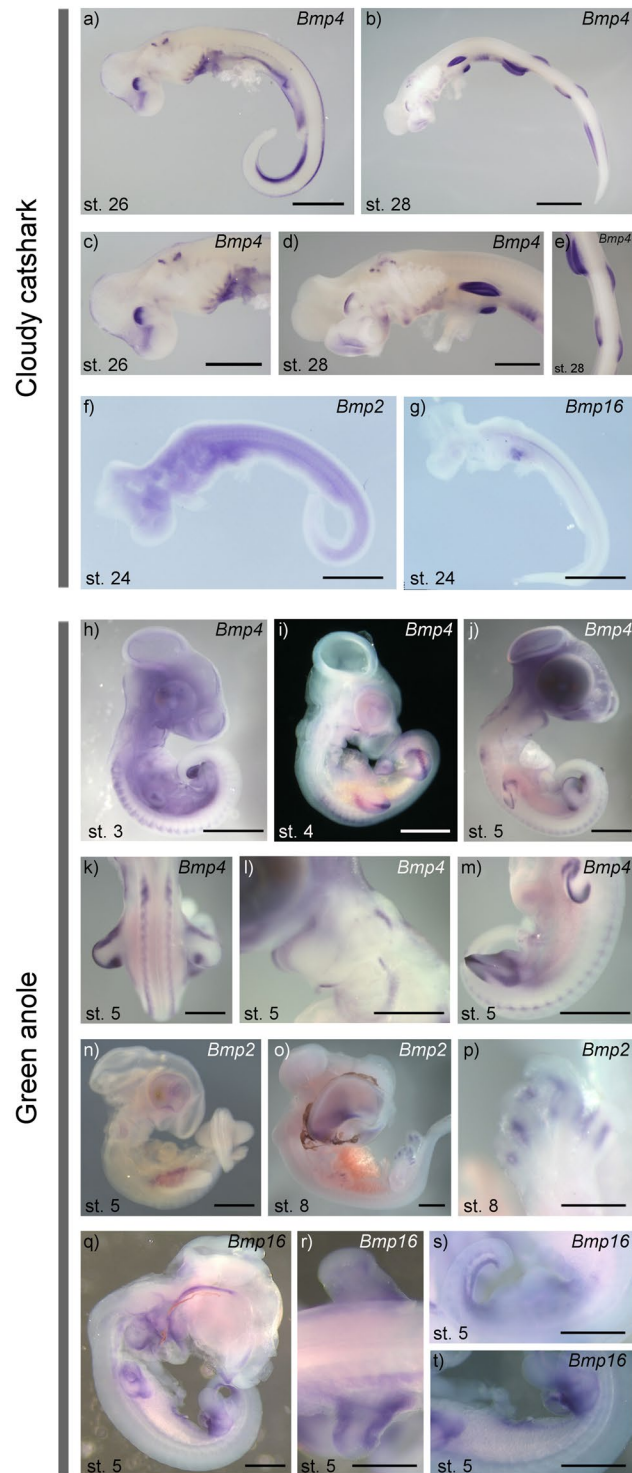 Cloudy catshark
a) Bmp4
st. 26
b) Bmp4
st. 28
c) Bmp4
st. 26
d) Bmp4
st. 28
e) Bmp4
st. 28
f) Bmp2
st. 24
g) Bmp16
st. 24
Green anole
h) Bmp4
st. 3
i) Bmp4
st. 4
j) Bmp4
st. 5
k) Bmp4
st. 5
l) Bmp4
st. 5
m) Bmp4
st. 5
n) Bmp2
st. 5
o) Bmp2
st. 8
p) Bmp2
st. 8
q) Bmp16
st. 5
r) Bmp16
st. 5
s) Bmp16
st. 5
t) Bmp16
st. 5